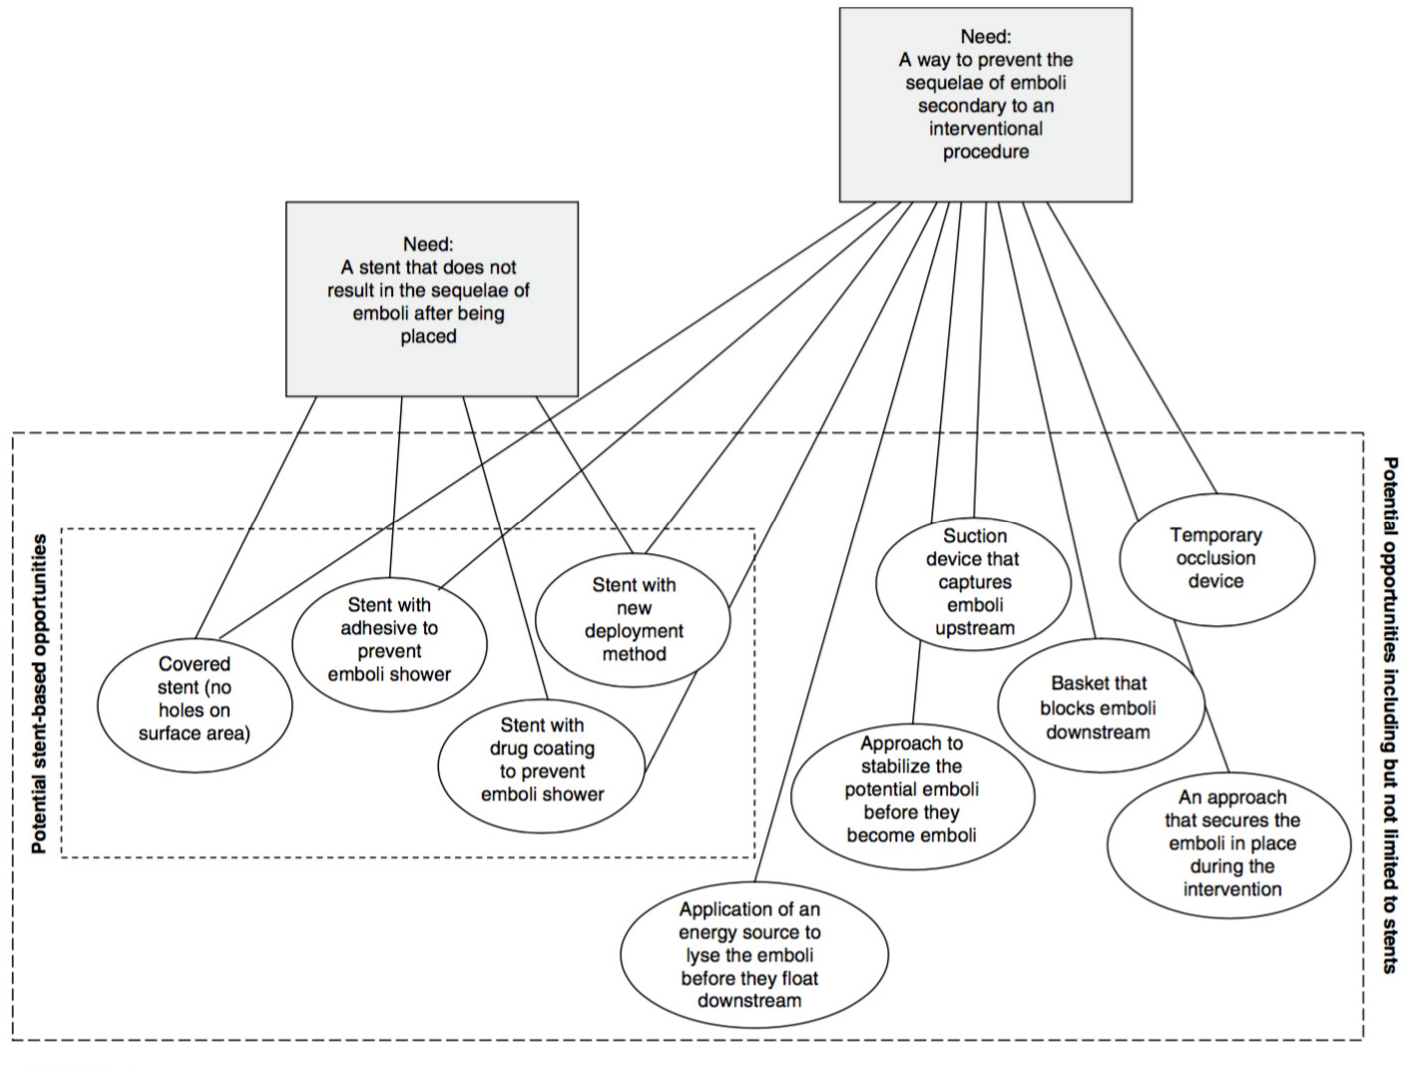 Need:
A way to prevent the
sequelae of emboli
secondary to an
interventional
procedure
Need:
A stent that does not
result in the sequelae of
emboli after being
placed
Potential stent-based opportunities
Covered
stent (no
holes on
surface area)
Stent with
adhesive to
prevent
emboli shower
Stent with
drug coating
to prevent
emboli shower
Stent with
new
deployment
method
Suction
device that
captures
emboli
upstream
Temporary
occlusion
device
Basket that
blocks emboli
downstream
Approach to
stabilize the
potential emboli
before they
become emboli
An approach
that secures the
emboli in place
during the
intervention
Application of an
energy source to
lyse the emboli
before they float
downstream
Potential opportunities including but not limited to stents